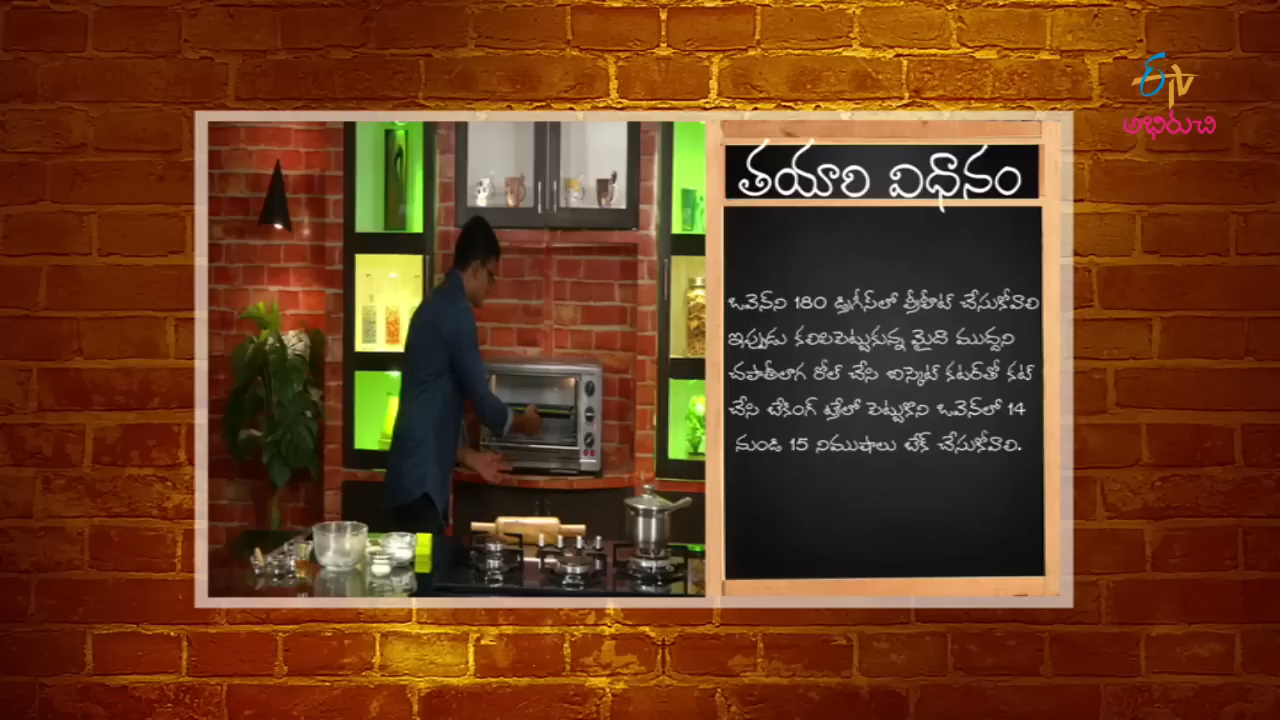 ETV
అభిరుచి
తయారి విధానం
ఒవెన్‌ని 180 డ్రిగీస్‌లో ప్రీహీట్ చేసుకోవాలి
ఇప్పుడు కలిపిపెట్టుకున్న మైదా ముద్దని
చపాతీలాగ రోల్ చేసి బిస్కెట్ కటర్‌తో కట్
చేసి బేకింగ్ ట్రేలో పెట్టుకొని ఒవెన్‌లో 14
నుండి 15 నిముషాలు బేక్ చేసుకోవాలి.